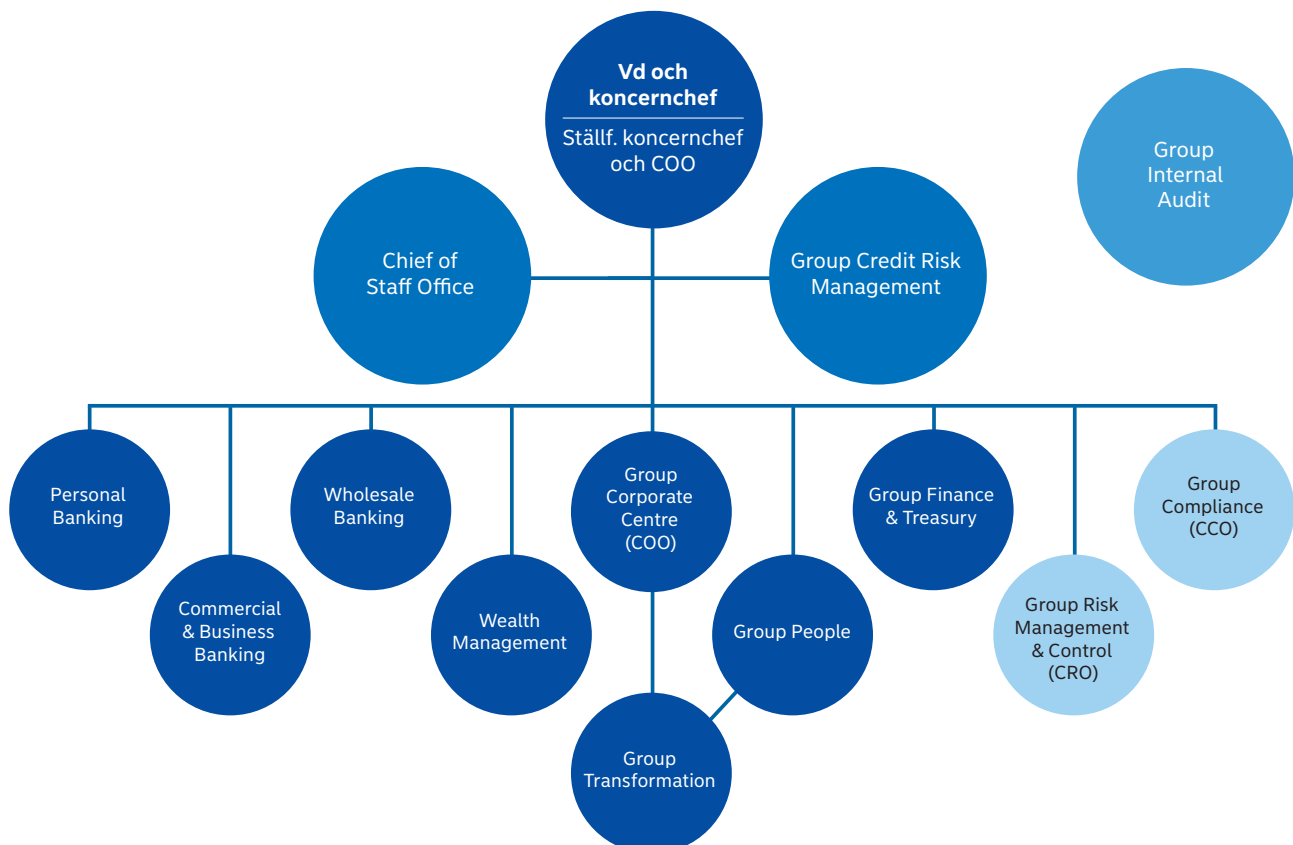 Vd och
koncernchef
Ställf. koncernchef
och COO
Group
Internal
Audit
Chief of
Staff Office
Group Credit Risk
Management
Personal
Banking
Commercial
& Business
Banking
Wholesale
Banking
Wealth
Management
Group
Corporate
Centre
(COO)
Group People
Group Finance
& Treasury
Group Risk
Management
& Control
(CRO)
Group
Compliance
(CCO)
Group
Transformation